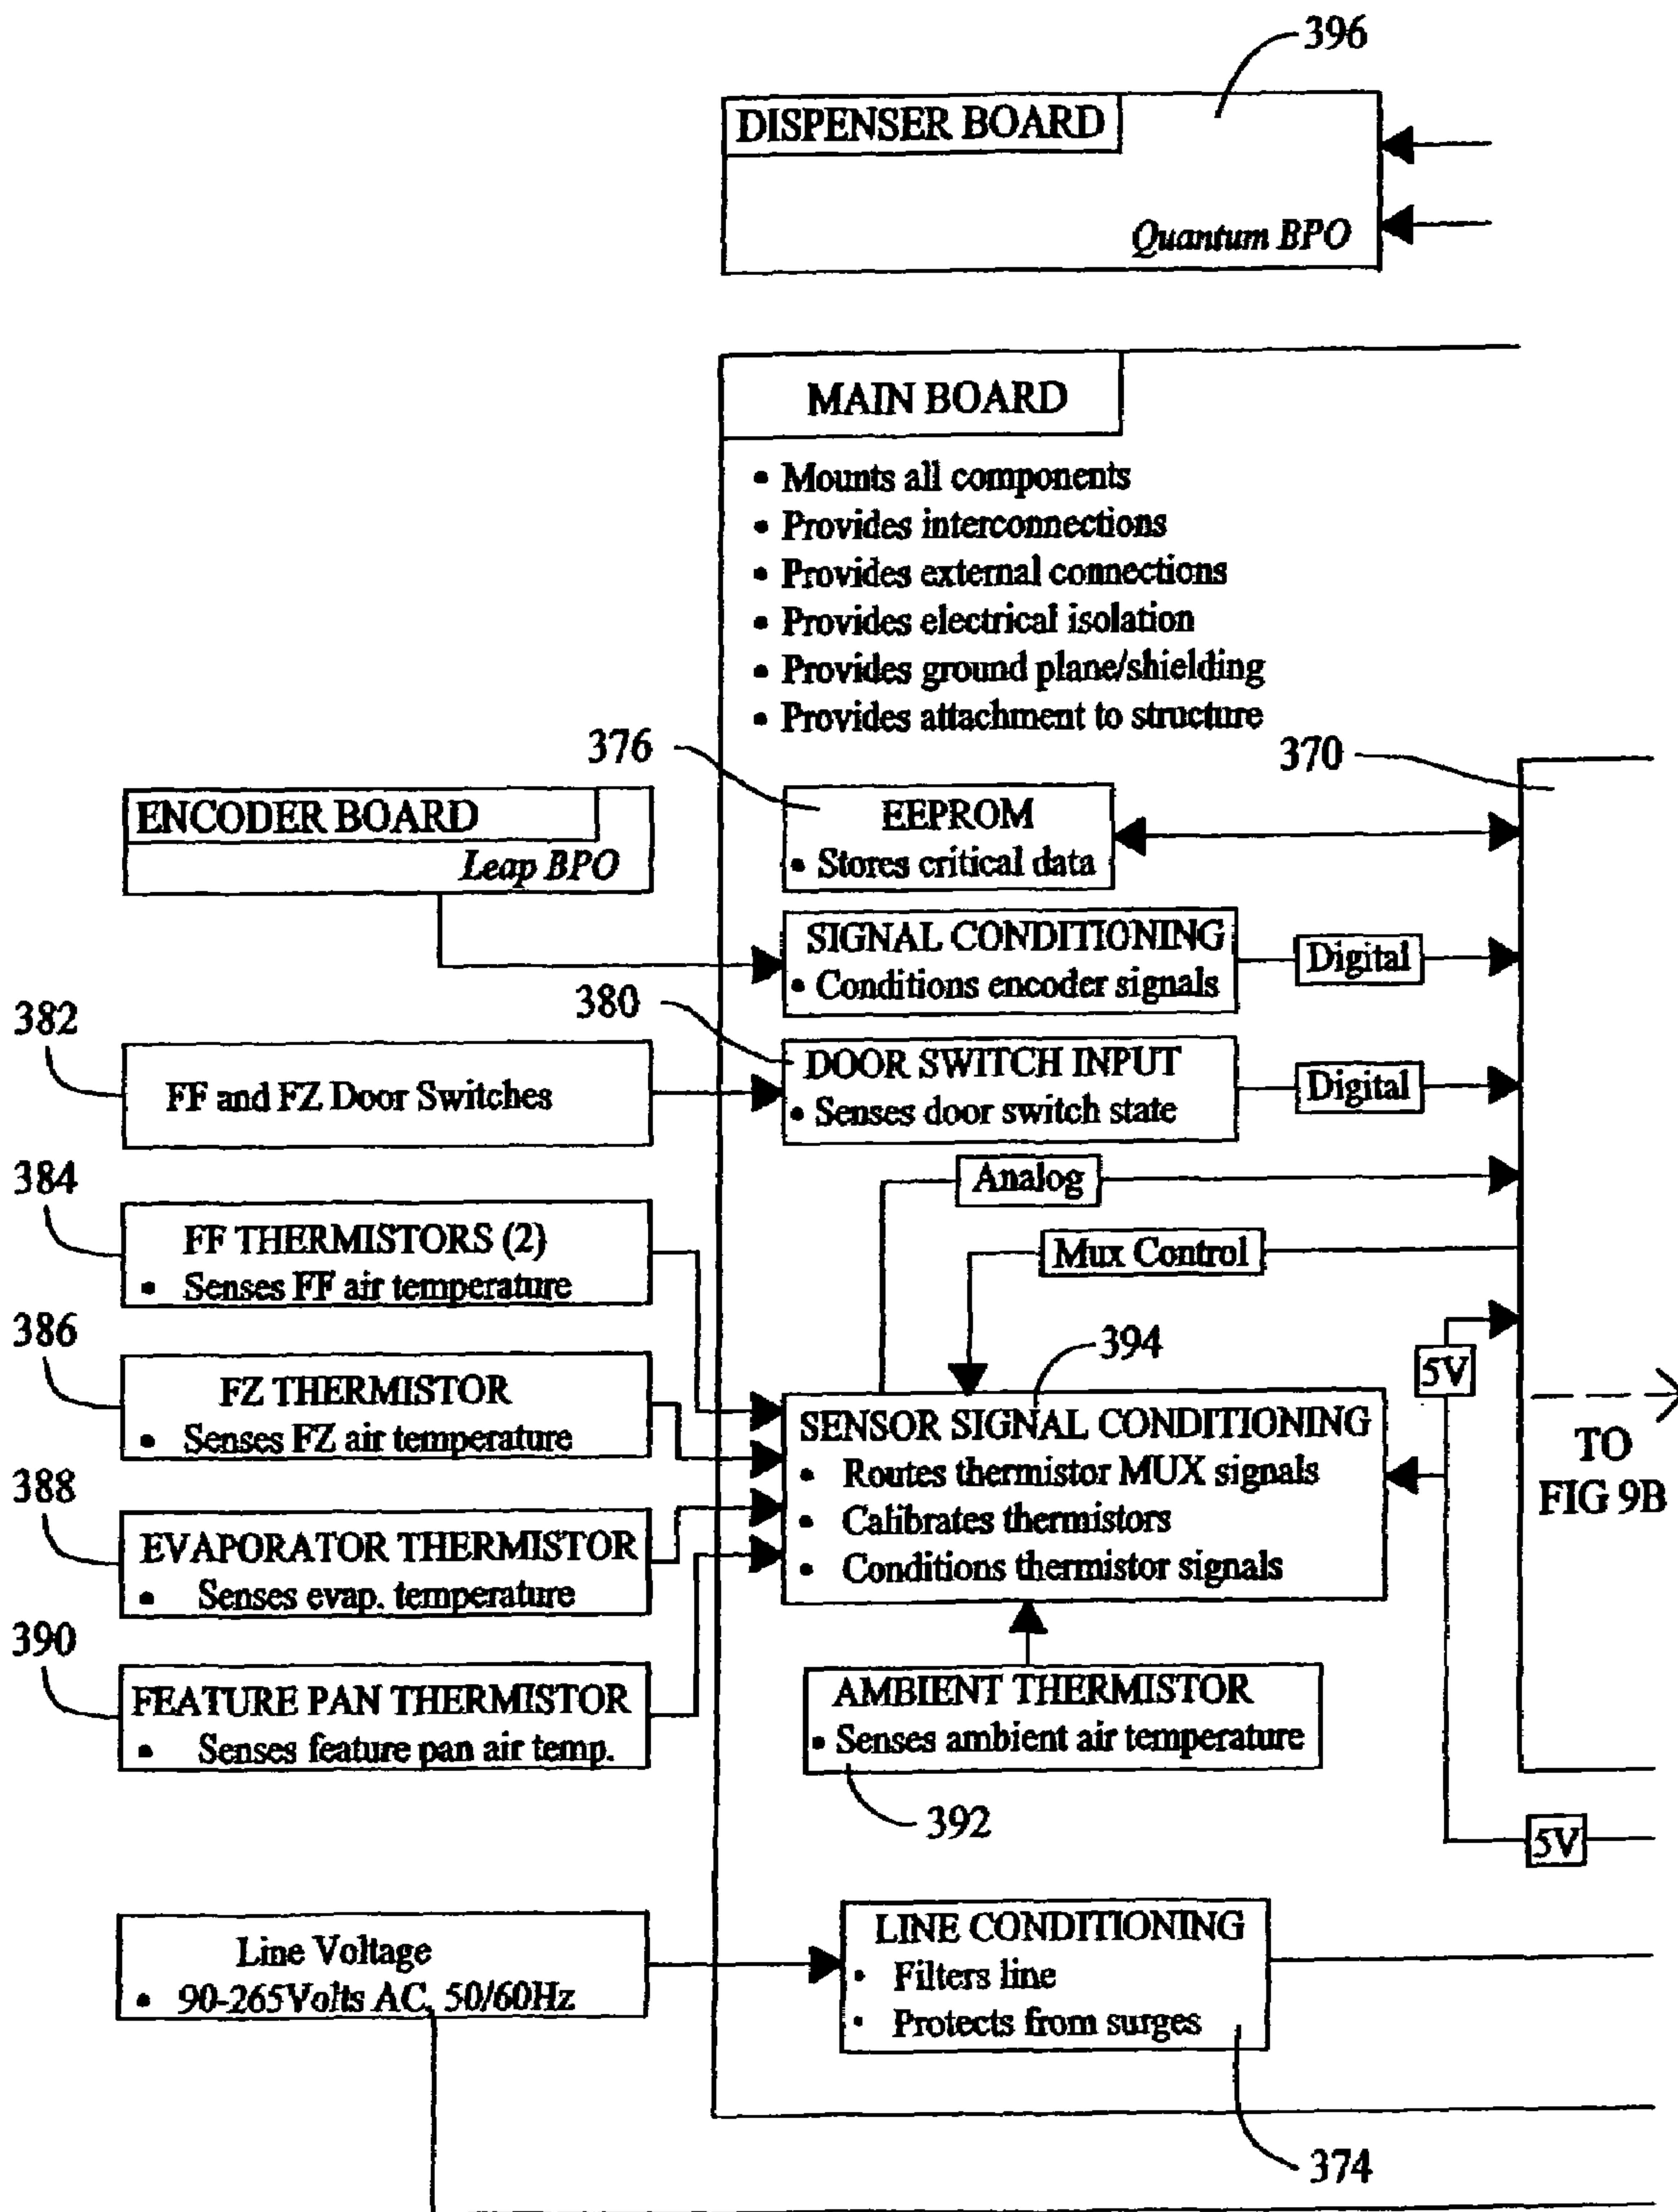 396
DISPENSER BOARD
Quantum BPO
MAIN BOARD
• Mounts all components
• Provides interconnections
• Provides external connections
• Provides electrical isolation
• Provides ground plane/shielding
• Provides attachment to structure
376
370
ENCODER BOARD
Leap BPO
EEPROM
• Stores critical data
SIGNAL CONDITIONING
• Conditions encoder signals
Digital
382
380
FF and FZ Door Switches
DOOR SWITCH INPUT
• Senses door switch state
Digital
384
Analog
FF THERMISTORS (2)
• Senses FF air temperature
Mux Control
386
394
5V
FZ THERMISTOR
• Senses FZ air temperature
SENSOR SIGNAL CONDITIONING
• Routes thermistor MUX signals
• Calibrates thermistors
• Conditions thermistor signals
TO
FIG 9B
388
EVAPORATOR THERMISTOR
• Senses evap. temperature
390
FEATURE PAN THERMISTOR
• Senses feature pan air temp.
AMBIENT THERMISTOR
• Senses ambient air temperature
392
5V
Line Voltage
• 90-265Volts AC, 50/60Hz
LINE CONDITIONING
• Filters line
• Protects from surges
374